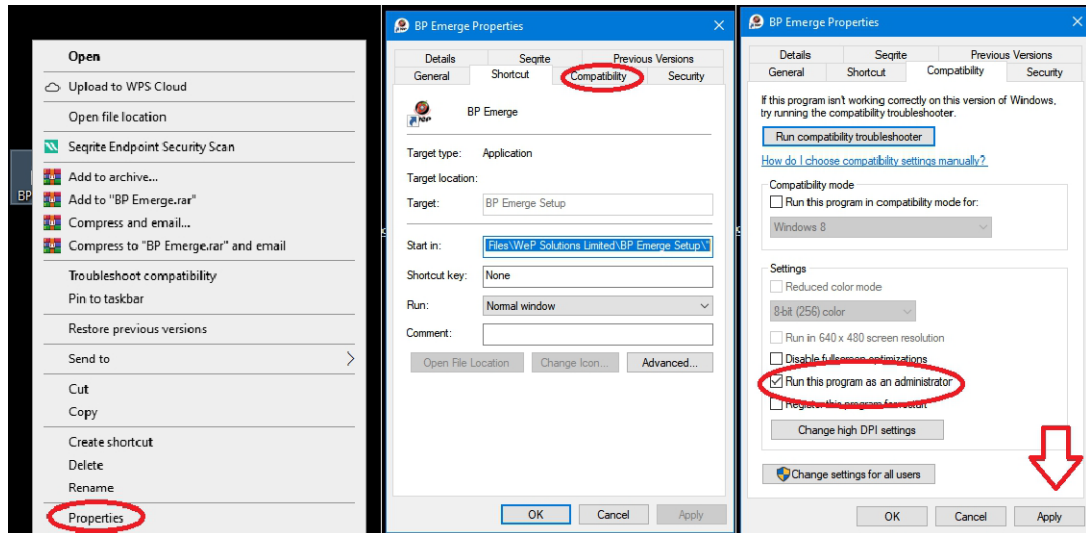 Open
Upload to WPS Cloud
Open file location
Seqrite Endpoint Security Scan
Add to archive...
Add to "BP Emerge.rar"
Compress and email...
Compress to "BP Emerge.rar" and email
Troubleshoot compatibility
Pin to taskbar
Restore previous versions
Send to
Cut
Copy
Create shortcut
Delete
Rename
Properties
BP
BP Emerge Properties
Details Seqrite Previous Versions
General Shortcut Compatibility Security
BP Emerge
Target type: Application
Target location:
Target: BP Emerge Setup
Start in: Files\WeP Solutions Limited\BP Emerge Setup\"
Shortcut key: None
Run: Normal window
Comment:
Open File Location Change Icon... Advanced...
OK Cancel Apply
BP Emerge Properties
Details Seqrite Previous Versions
General Shortcut Compatibility Security
If this program isn't working correctly on this version of Windows,
try running the compatibility troubleshooter.
Run compatibility troubleshooter
How do I choose compatibility settings manually?
Compatibility mode
Run this program in compatibility mode for:
Windows 8
Settings
Reduced color mode
8-bit (256) color
Run in 640 x 480 screen resolution
Disable fullscreen optimizations
Run this program as an administrator
Register this program for restart
Change high DPI settings
Change settings for all users
OK Cancel Apply